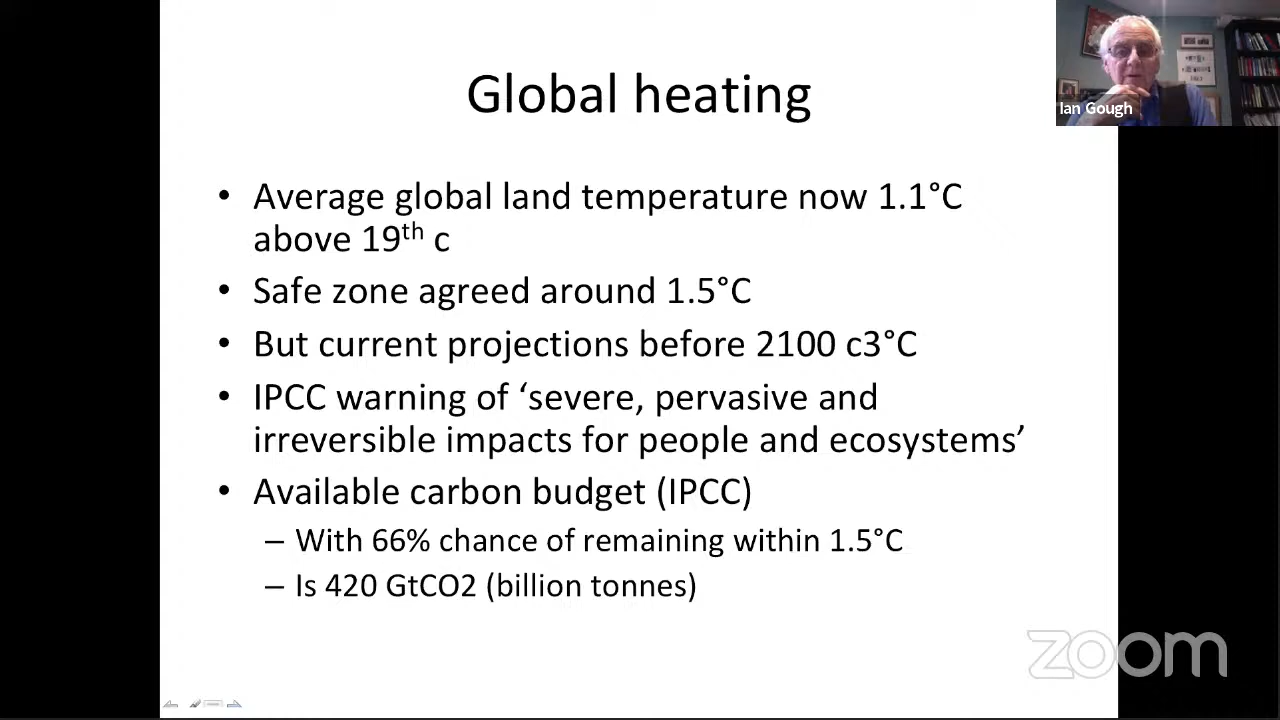 Global heating
Ian Gough
• Average global land temperature now 1.1°C
above 19th c
• Safe zone agreed around 1.5°C
• But current projections before 2100 c3°C
• IPCC warning of ‘severe, pervasive and
irreversible impacts for people and ecosystems’
• Available carbon budget (IPCC)
– With 66% chance of remaining within 1.5°C
– Is 420 GtCO2 (billion tonnes)
zoom